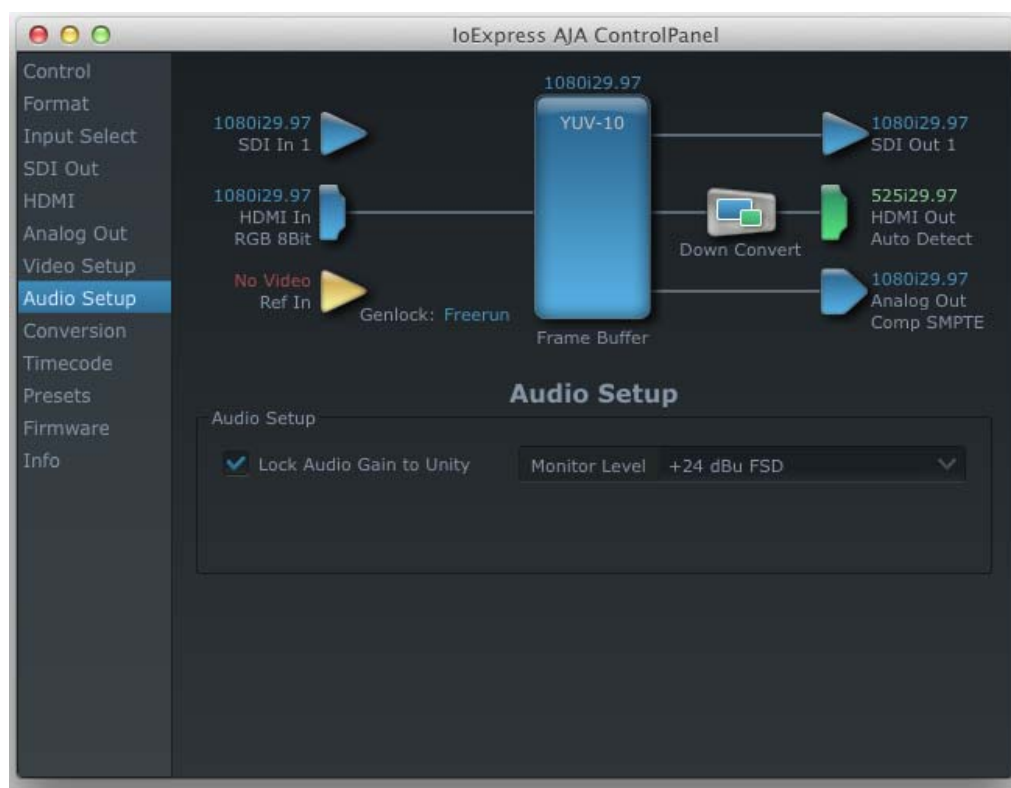 IoExpress AJA ControlPanel
Control
Format
Input Select
SDI Out
HDMI
Analog Out
Video Setup
Audio Setup
Conversion
Timecode
Presets
Firmware
Info
1080i29.97
YUV-10
Frame Buffer
1080i29.97
SDI In 1
1080i29.97
HDMI In
RGB 8Bit
No Video
Ref In
Genlock: Freerun
1080i29.97
SDI Out 1
Down Convert
525i29.97
HDMI Out
Auto Detect
1080i29.97
Analog Out
Comp SMPTE
Audio Setup
Audio Setup
Lock Audio Gain to Unity
Monitor Level +24 dBu FSD